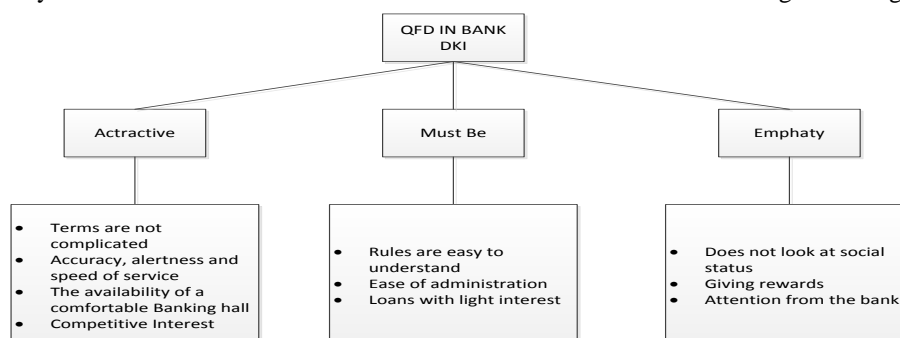 QFD IN BANK
DKI
Actractive
Must Be
Emphaty
• Terms are not
complicated
• Accuracy, alertness and
speed of service
• The availability of a
comfortable Banking hall
• Competitive Interest
• Rules are easy to
understand
• Ease of administration
• Loans with light interest
• Does not look at social
status
• Giving rewards
• Attention from the bank